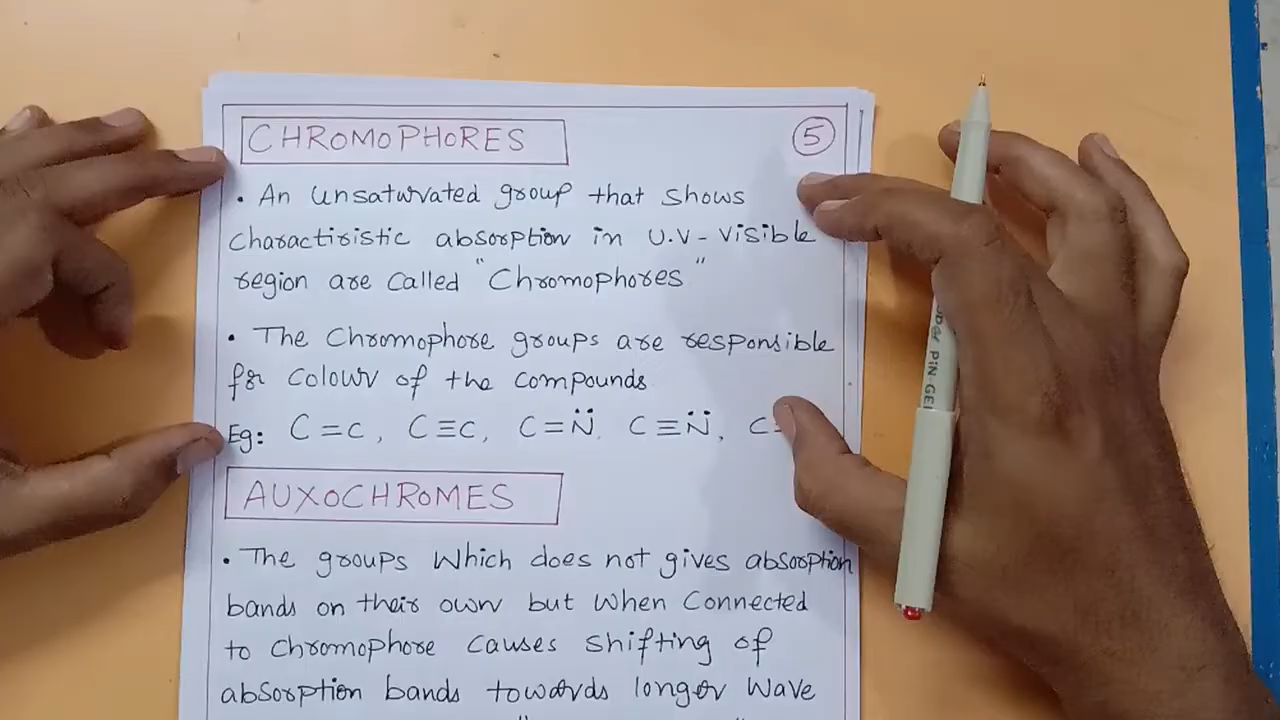 CHROMOPHORES
5
• An unsaturated group that shows
Charactiristic absorption in U.V - Visible
region are called "Chromophores"
• The Chromophore groups are responsible
for colour of the compounds
Eg: C=C, C≡C, C=N̈, C≡N̈, C=
AUXOCHROMES
• The groups which does not gives absorption
bands on their own but when connected
to chromophore causes shifting of
absorption bands towards longer wave
PIN GE